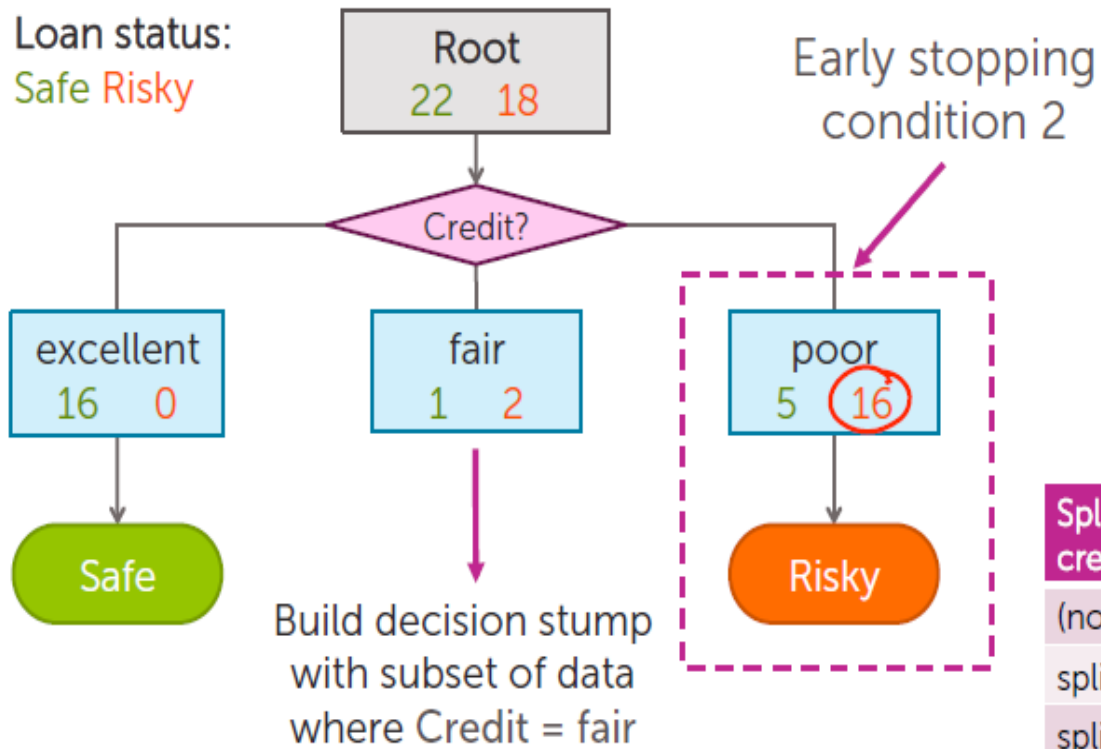 Loan status:
Safe Risky
Root
22 18
Early stopping
condition 2
Credit?
excellent
16 0
fair
1 2
poor
5 16
Safe
Risky
Build decision stump
with subset of data
where Credit = fair